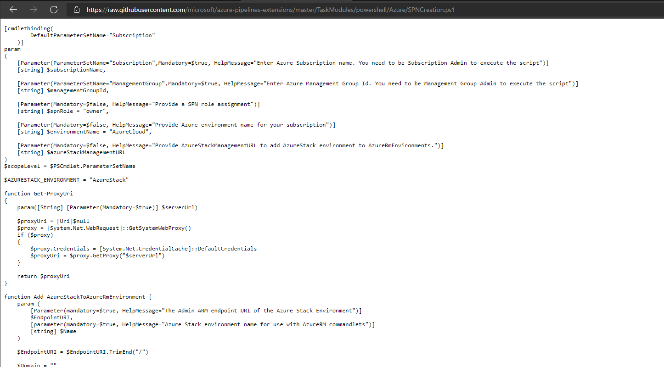 https://raw.githubusercontent.com/microsoft/azure-pipelines-extensions/master/TaskModules/powershell/Azure/SPNCreation.ps1
[cmdletbinding(
DefaultParameterSetName="Subscription"
)]
param
(
[Parameter(ParameterSetName="Subscription",Mandatory=$true, HelpMessage="Enter Azure Subscription name. You need to be Subscription Admin to execute the script")]
[string] $subscriptionName,
[Parameter(ParameterSetName="ManagementGroup",Mandatory=$true, HelpMessage="Enter Azure Management Group Id. You need to be Management Group Admin to execute the script")]
[string] $managementGroupId,
[Parameter(Mandatory=$false, HelpMessage="Provide a SPN role assignment")]
[string] $spnRole = "owner",
[Parameter(Mandatory=$false, HelpMessage="Provide Azure environment name for your subscription")]
[string] $environmentName = "AzureCloud",
[Parameter(Mandatory=$false, HelpMessage="Provide AzureStackManagementURL to add AzureStack environment to AzureRmEnvironments.")]
[string] $azureStackManagementURL
)
$scopeLevel = $PSCmdlet.ParameterSetName
$AZURESTACK_ENVIRONMENT = "AzureStack"
function Get-ProxyUri
{
param([String] [Parameter(Mandatory=$true)] $serverUrl)
$proxyUri = [Uri]$null
$proxy = [System.Net.WebRequest]::GetSystemWebProxy()
if ($proxy)
{
$proxy.Credentials = [System.Net.CredentialCache]::DefaultCredentials
$proxyUri = $proxy.GetProxy("$serverUrl")
}
return $proxyUri
}
function Add-AzureStackToAzureRmEnvironment {
param (
[Parameter(mandatory=$true, HelpMessage="The Admin ARM endpoint URI of the Azure Stack Environment")]
$EndpointURI,
[parameter(mandatory=$true, HelpMessage="Azure Stack environment name for use with AzureRM commandlets")]
[string] $Name
)
$EndpointURI = $EndpointURI.TrimEnd("/")
$Domain = ""